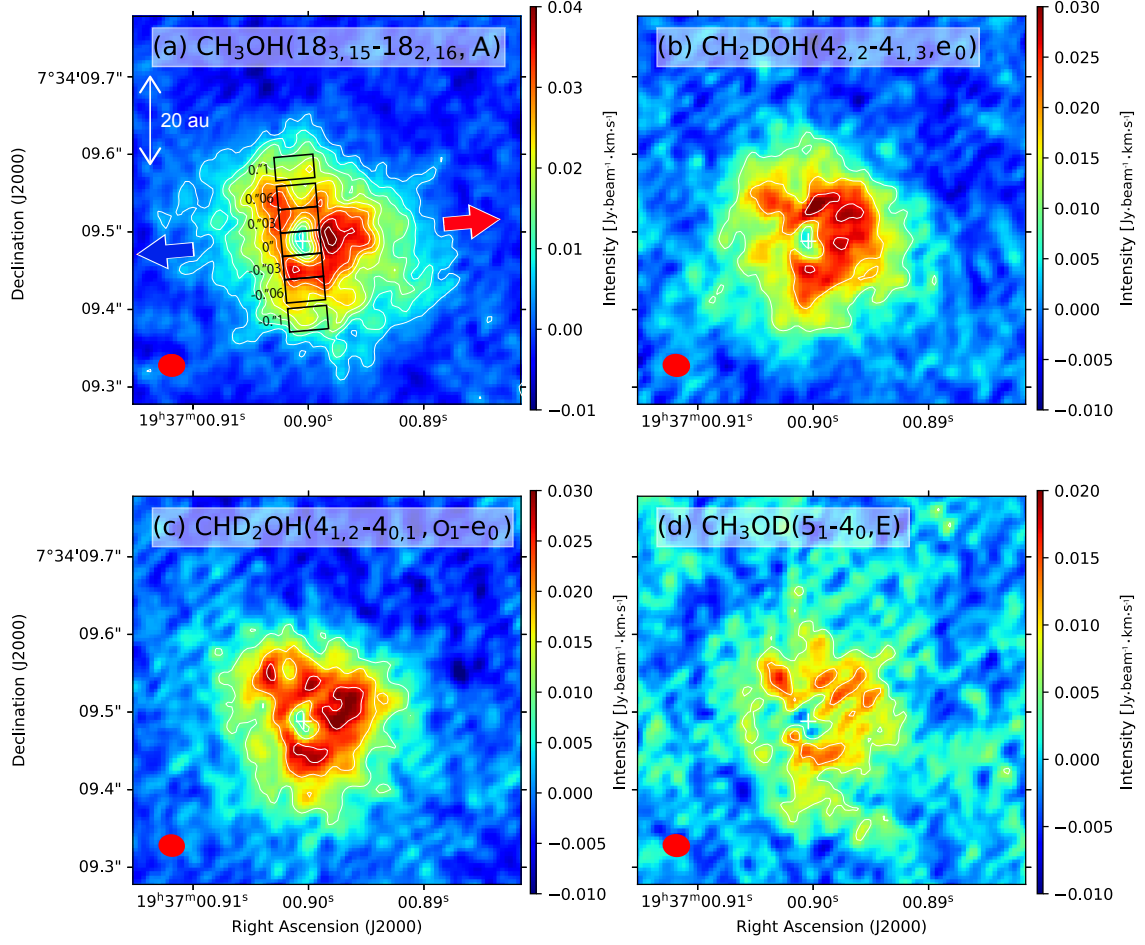 (a) CH₃OH(18₃,₁₅-18₂,₁₆, A)
7°34'09.7"
09.6"
09.5"
09.4"
09.3"
Declination (J2000)
20 au
0."1
0."06
0."03
0"
-0."03
-0."06
-0."1
19ʰ37ᵐ00.91ˢ
00.90ˢ
00.89ˢ
0.04
0.03
0.02
0.01
0.00
−0.01
Intensity [Jy·beam⁻¹·km·s⁻¹]
(b) CH₂DOH(4₂,₂-4₁,₃,e₀)
19ʰ37ᵐ00.91ˢ
00.90ˢ
00.89ˢ
0.030
0.025
0.020
0.015
0.010
0.005
0.000
−0.005
−0.010
Intensity [Jy·beam⁻¹·km·s⁻¹]
(c) CHD₂OH(4₁,₂-4₀,₁,o₁-e₀)
7°34'09.7"
09.6"
09.5"
09.4"
09.3"
Declination (J2000)
19ʰ37ᵐ00.91ˢ
00.90ˢ
00.89ˢ
Right Ascension (J2000)
0.030
0.025
0.020
0.015
0.010
0.005
0.000
−0.005
−0.010
Intensity [Jy·beam⁻¹·km·s⁻¹]
(d) CH₃OD(5₁-4₀,E)
19ʰ37ᵐ00.91ˢ
00.90ˢ
00.89ˢ
Right Ascension (J2000)
0.020
0.015
0.010
0.005
0.000
−0.005
−0.010
Intensity [Jy·beam⁻¹·km·s⁻¹]